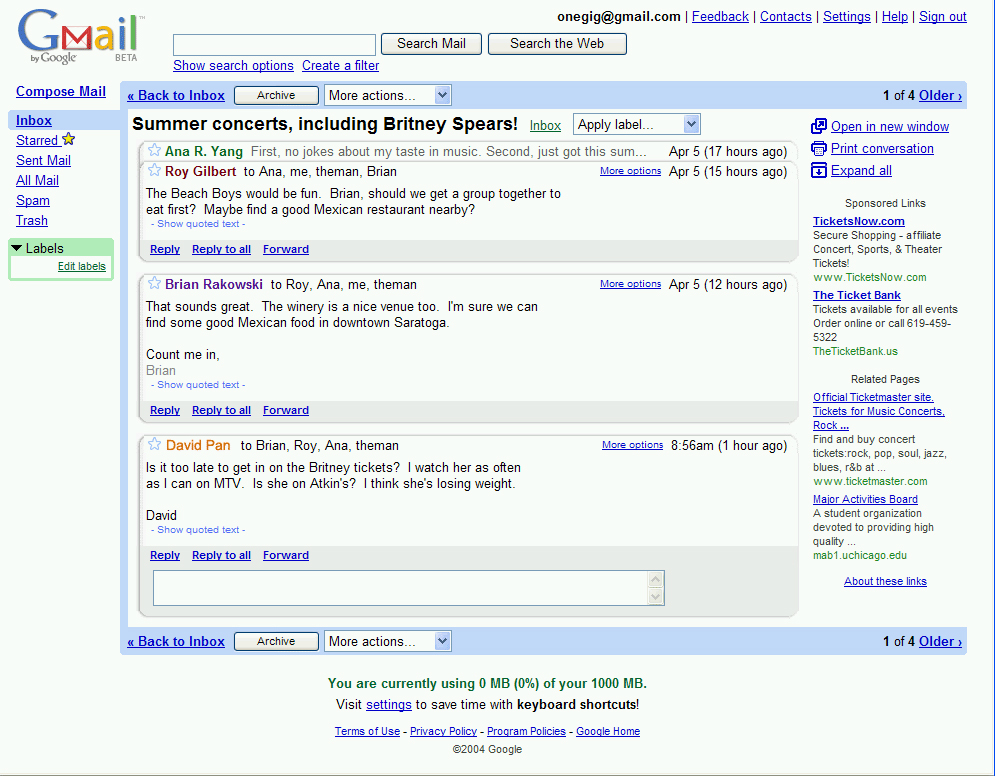 onegig@gmail.com | Feedback | Contacts | Settings | Help | Sign out
Gmail™
by Google BETA
Search Mail Search the Web
Show search options Create a filter
Compose Mail
Inbox
Starred
Sent Mail
All Mail
Spam
Trash
Labels
Edit labels
« Back to Inbox Archive More actions... 1 of 4 Older ›
Summer concerts, including Britney Spears! Inbox Apply label...
Ana R. Yang First, no jokes about my taste in music. Second, just got this sum... Apr 5 (17 hours ago)
Roy Gilbert to Ana, me, theman, Brian More options Apr 5 (15 hours ago)
The Beach Boys would be fun. Brian, should we get a group together to
eat first? Maybe find a good Mexican restaurant nearby?
- Show quoted text -
Reply Reply to all Forward
Brian Rakowski to Roy, Ana, me, theman More options Apr 5 (12 hours ago)
That sounds great. The winery is a nice venue too. I'm sure we can
find some good Mexican food in downtown Saratoga.
Count me in,
Brian
- Show quoted text -
Reply Reply to all Forward
David Pan to Brian, Roy, Ana, theman More options 8:56am (1 hour ago)
Is it too late to get in on the Britney tickets? I watch her as often
as I can on MTV. Is she on Atkin's? I think she's losing weight.
David
- Show quoted text -
Reply Reply to all Forward
Open in new window
Print conversation
Expand all
Sponsored Links
TicketsNow.com
Secure Shopping - affiliate
Concert, Sports, & Theater
Tickets!
www.TicketsNow.com
The Ticket Bank
Tickets available for all events
Order online or call 619-459-
5322
TheTicketBank.us
Related Pages
Official Ticketmaster site.
Tickets for Music Concerts,
Rock ...
Find and buy concert
tickets:rock, pop, soul, jazz,
blues, r&b at ...
www.ticketmaster.com
Major Activities Board
A student organization
devoted to providing high
quality ...
mab1.uchicago.edu
About these links
« Back to Inbox Archive More actions... 1 of 4 Older ›
You are currently using 0 MB (0%) of your 1000 MB.
Visit settings to save time with keyboard shortcuts!
Terms of Use - Privacy Policy - Program Policies - Google Home
©2004 Google